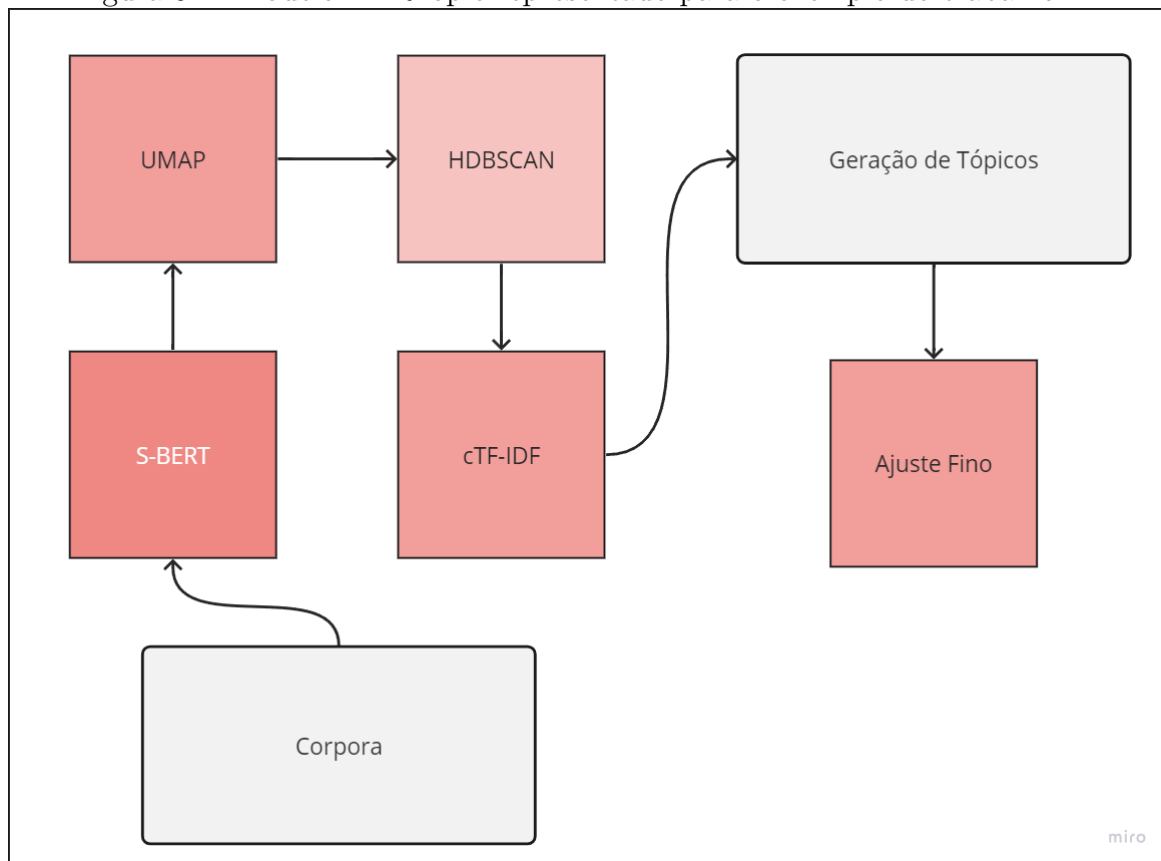 UMAP
HDBSCAN
Geração de Tópicos
S-BERT
cTF-IDF
Ajuste Fino
Corpora
miro